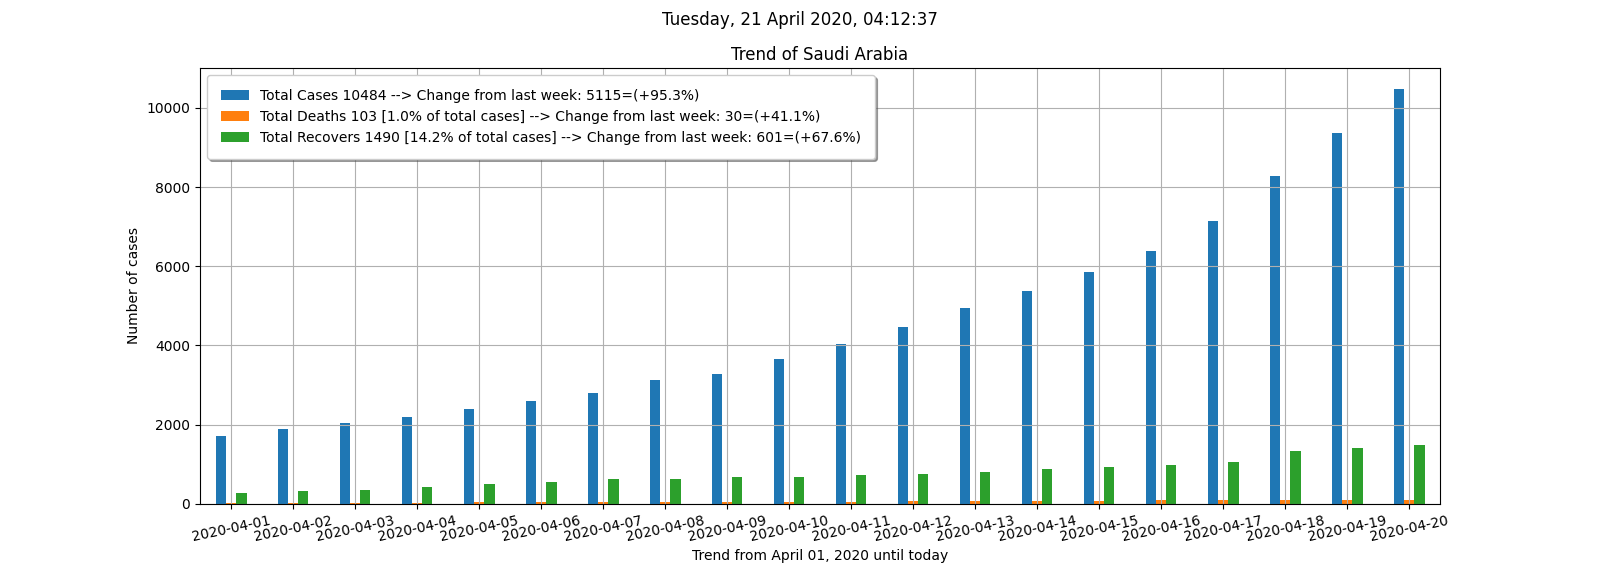 Tuesday, 21 April 2020, 04:12:37
Trend of Saudi Arabia
Total Cases 10484 --> Change from last week: 5115=(+95.3%)
Total Deaths 103 [1.0% of total cases] --> Change from last week: 30=(+41.1%)
Total Recovers 1490 [14.2% of total cases] --> Change from last week: 601=(+67.6%)
Number of cases
10000
8000
6000
4000
2000
0
2020-04-01 2020-04-02 2020-04-03 2020-04-04 2020-04-05 2020-04-06 2020-04-07 2020-04-08 2020-04-09 2020-04-10 2020-04-11 2020-04-12 2020-04-13 2020-04-14 2020-04-15 2020-04-16 2020-04-17 2020-04-18 2020-04-19 2020-04-20
Trend from April 01, 2020 until today